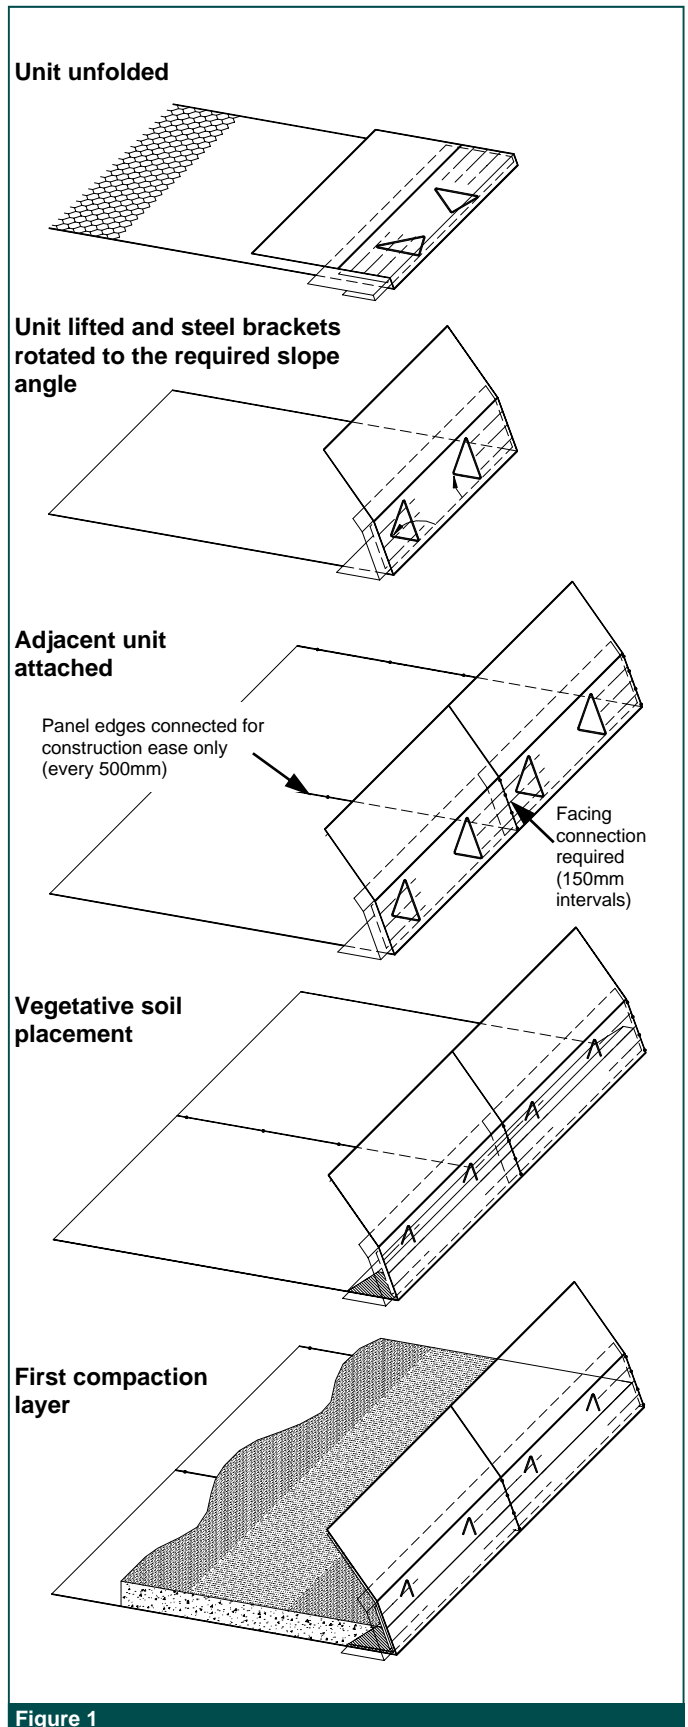 Unit unfolded
Unit lifted and steel brackets
rotated to the required slope
angle
Adjacent unit
attached
Panel edges connected for
construction ease only
(every 500mm)
Facing
connection
required
(150mm
intervals)
Vegetative soil
placement
First compaction
layer
Figure 1